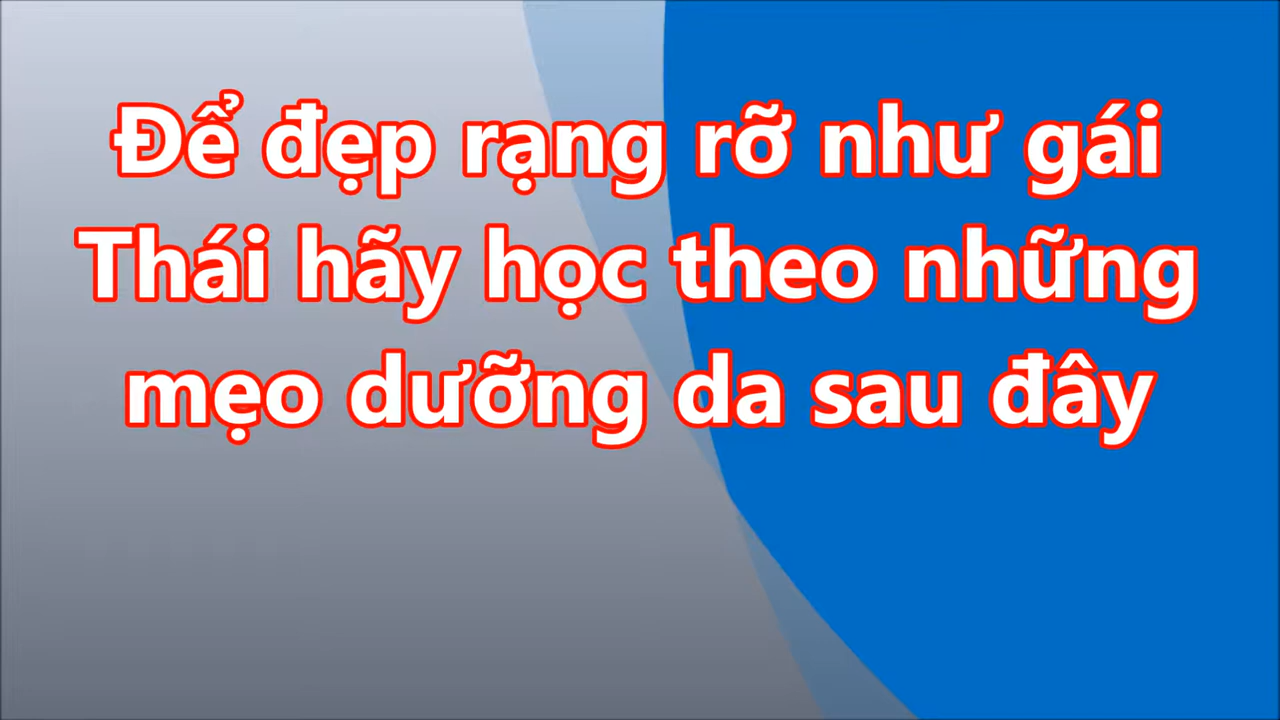 Để đẹp rạng rỡ như gái
Thái hãy học theo những
mẹo dưỡng da sau đây